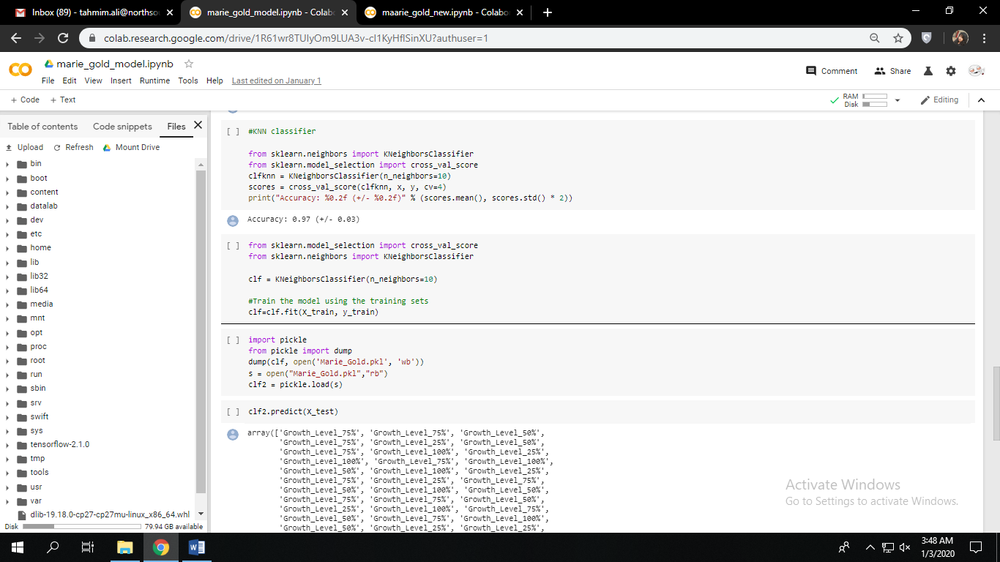 Inbox (89) - tahmim.ali@northsou
marie_gold_model.ipynb - Colabo
maarie_gold_new.ipynb - Colabor
colab.research.google.com/drive/1R61wr8TUIyOm9LUA3v-cl1KyHfISinXU?authuser=1
marie_gold_model.ipynb
File Edit View Insert Runtime Tools Help Last edited on January 1
Comment Share
+ Code + Text
RAM
Disk
Editing
Table of contents Code snippets Files
Upload Refresh Mount Drive
bin
boot
content
datalab
dev
etc
home
lib
lib32
lib64
media
mnt
opt
proc
root
run
sbin
srv
swift
sys
tensorflow-2.1.0
tmp
tools
usr
var
dlib-19.18.0-cp27-cp27mu-linux_x86_64.whl
Disk 79.94 GB available
[ ] #KNN classifier
from sklearn.neighbors import KNeighborsClassifier
from sklearn.model_selection import cross_val_score
clfknn = KNeighborsClassifier(n_neighbors=10)
scores = cross_val_score(clfknn, x, y, cv=4)
print("Accuracy: %0.2f (+/- %0.2f)" % (scores.mean(), scores.std() * 2))
Accuracy: 0.97 (+/- 0.03)
[ ] from sklearn.model_selection import cross_val_score
from sklearn.neighbors import KNeighborsClassifier
clf = KNeighborsClassifier(n_neighbors=10)
#Train the model using the training sets
clf=clf.fit(X_train, y_train)
[ ] import pickle
from pickle import dump
dump(clf, open('Marie_Gold.pkl', 'wb'))
s = open("Marie_Gold.pkl","rb")
clf2 = pickle.load(s)
[ ] clf2.predict(X_test)
array(['Growth_Level_75%', 'Growth_Level_75%', 'Growth_Level_50%',
'Growth_Level_75%', 'Growth_Level_25%', 'Growth_Level_50%',
'Growth_Level_75%', 'Growth_Level_100%', 'Growth_Level_25%',
'Growth_Level_100%', 'Growth_Level_75%', 'Growth_Level_100%',
'Growth_Level_50%', 'Growth_Level_100%', 'Growth_Level_25%',
'Growth_Level_75%', 'Growth_Level_25%', 'Growth_Level_75%',
'Growth_Level_50%', 'Growth_Level_100%', 'Growth_Level_50%',
'Growth_Level_75%', 'Growth_Level_75%', 'Growth_Level_50%',
'Growth_Level_25%', 'Growth_Level_100%', 'Growth_Level_75%',
'Growth_Level_50%', 'Growth_Level_75%', 'Growth_Level_100%',
'Growth_Level_50%', 'Growth_Level_25%', 'Growth_Level_25%',
Activate Windows
Go to Settings to activate Windows.
3:48 AM
1/3/2020